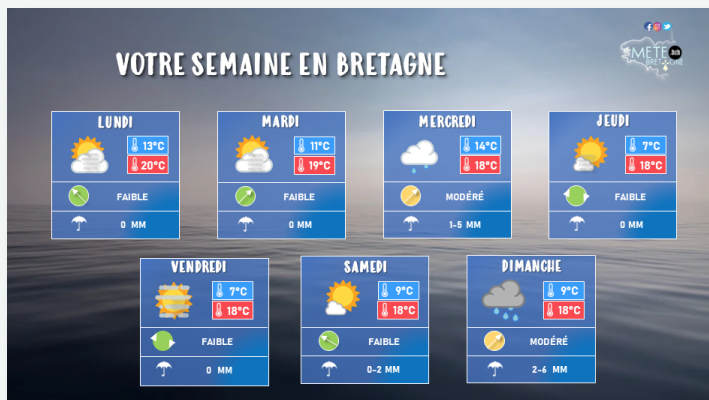 VOTRE SEMAINE EN BRETAGNE
METEO
BRETAGNE
LUNDI
13°C
20°C
FAIBLE
0 MM
MARDI
11°C
19°C
FAIBLE
0 MM
MERCREDI
14°C
18°C
MODÉRÉ
1-5 MM
JEUDI
7°C
18°C
FAIBLE
0 MM
VENDREDI
7°C
18°C
FAIBLE
0 MM
SAMEDI
9°C
18°C
FAIBLE
0-2 MM
DIMANCHE
9°C
18°C
MODÉRÉ
2-6 MM